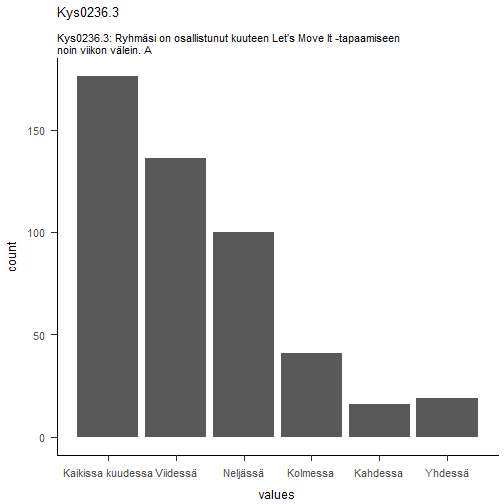 Kys0236.3
Kys0236.3: Ryhmäsi on osallistunut kuuteen Let's Move It -tapaamiseen
noin viikon välein. A
150
100
50
0
count
Kaikissa kuudessa Viidessä Neljässä Kolmessa Kahdessa Yhdessä
values